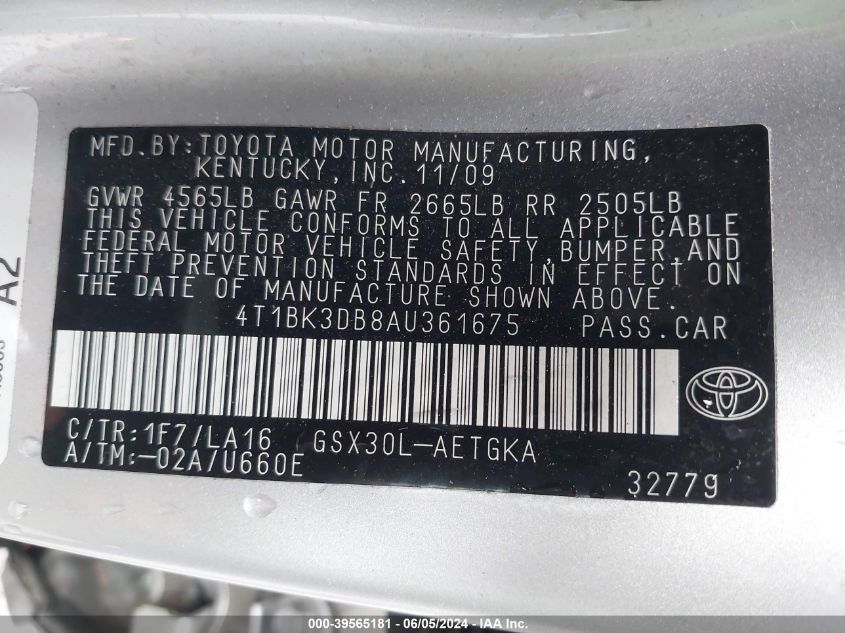 MFD.BY:TOYOTA MOTOR MANUFACTURING,
KENTUCKY,INC.11/09
GVWR 4565LB GAWR FR 2665LB RR 2505LB
THIS VEHICLE CONFORMS TO ALL APPLICABLE
FEDERAL MOTOR VEHICLE SAFETY,BUMPER,AND
THEFT PREVENTION STANDARDS IN EFFECT ON
THE DATE OF MANUFACTURE SHOWN ABOVE.
4T1BK3DB8AU361675 PASS.CAR
C/TR:1F7/LA16 GSX30L-AETGKA
A/TM:-02A/U660E
32779
A2
000-39565181 - 06/05/2024 - IAA Inc.